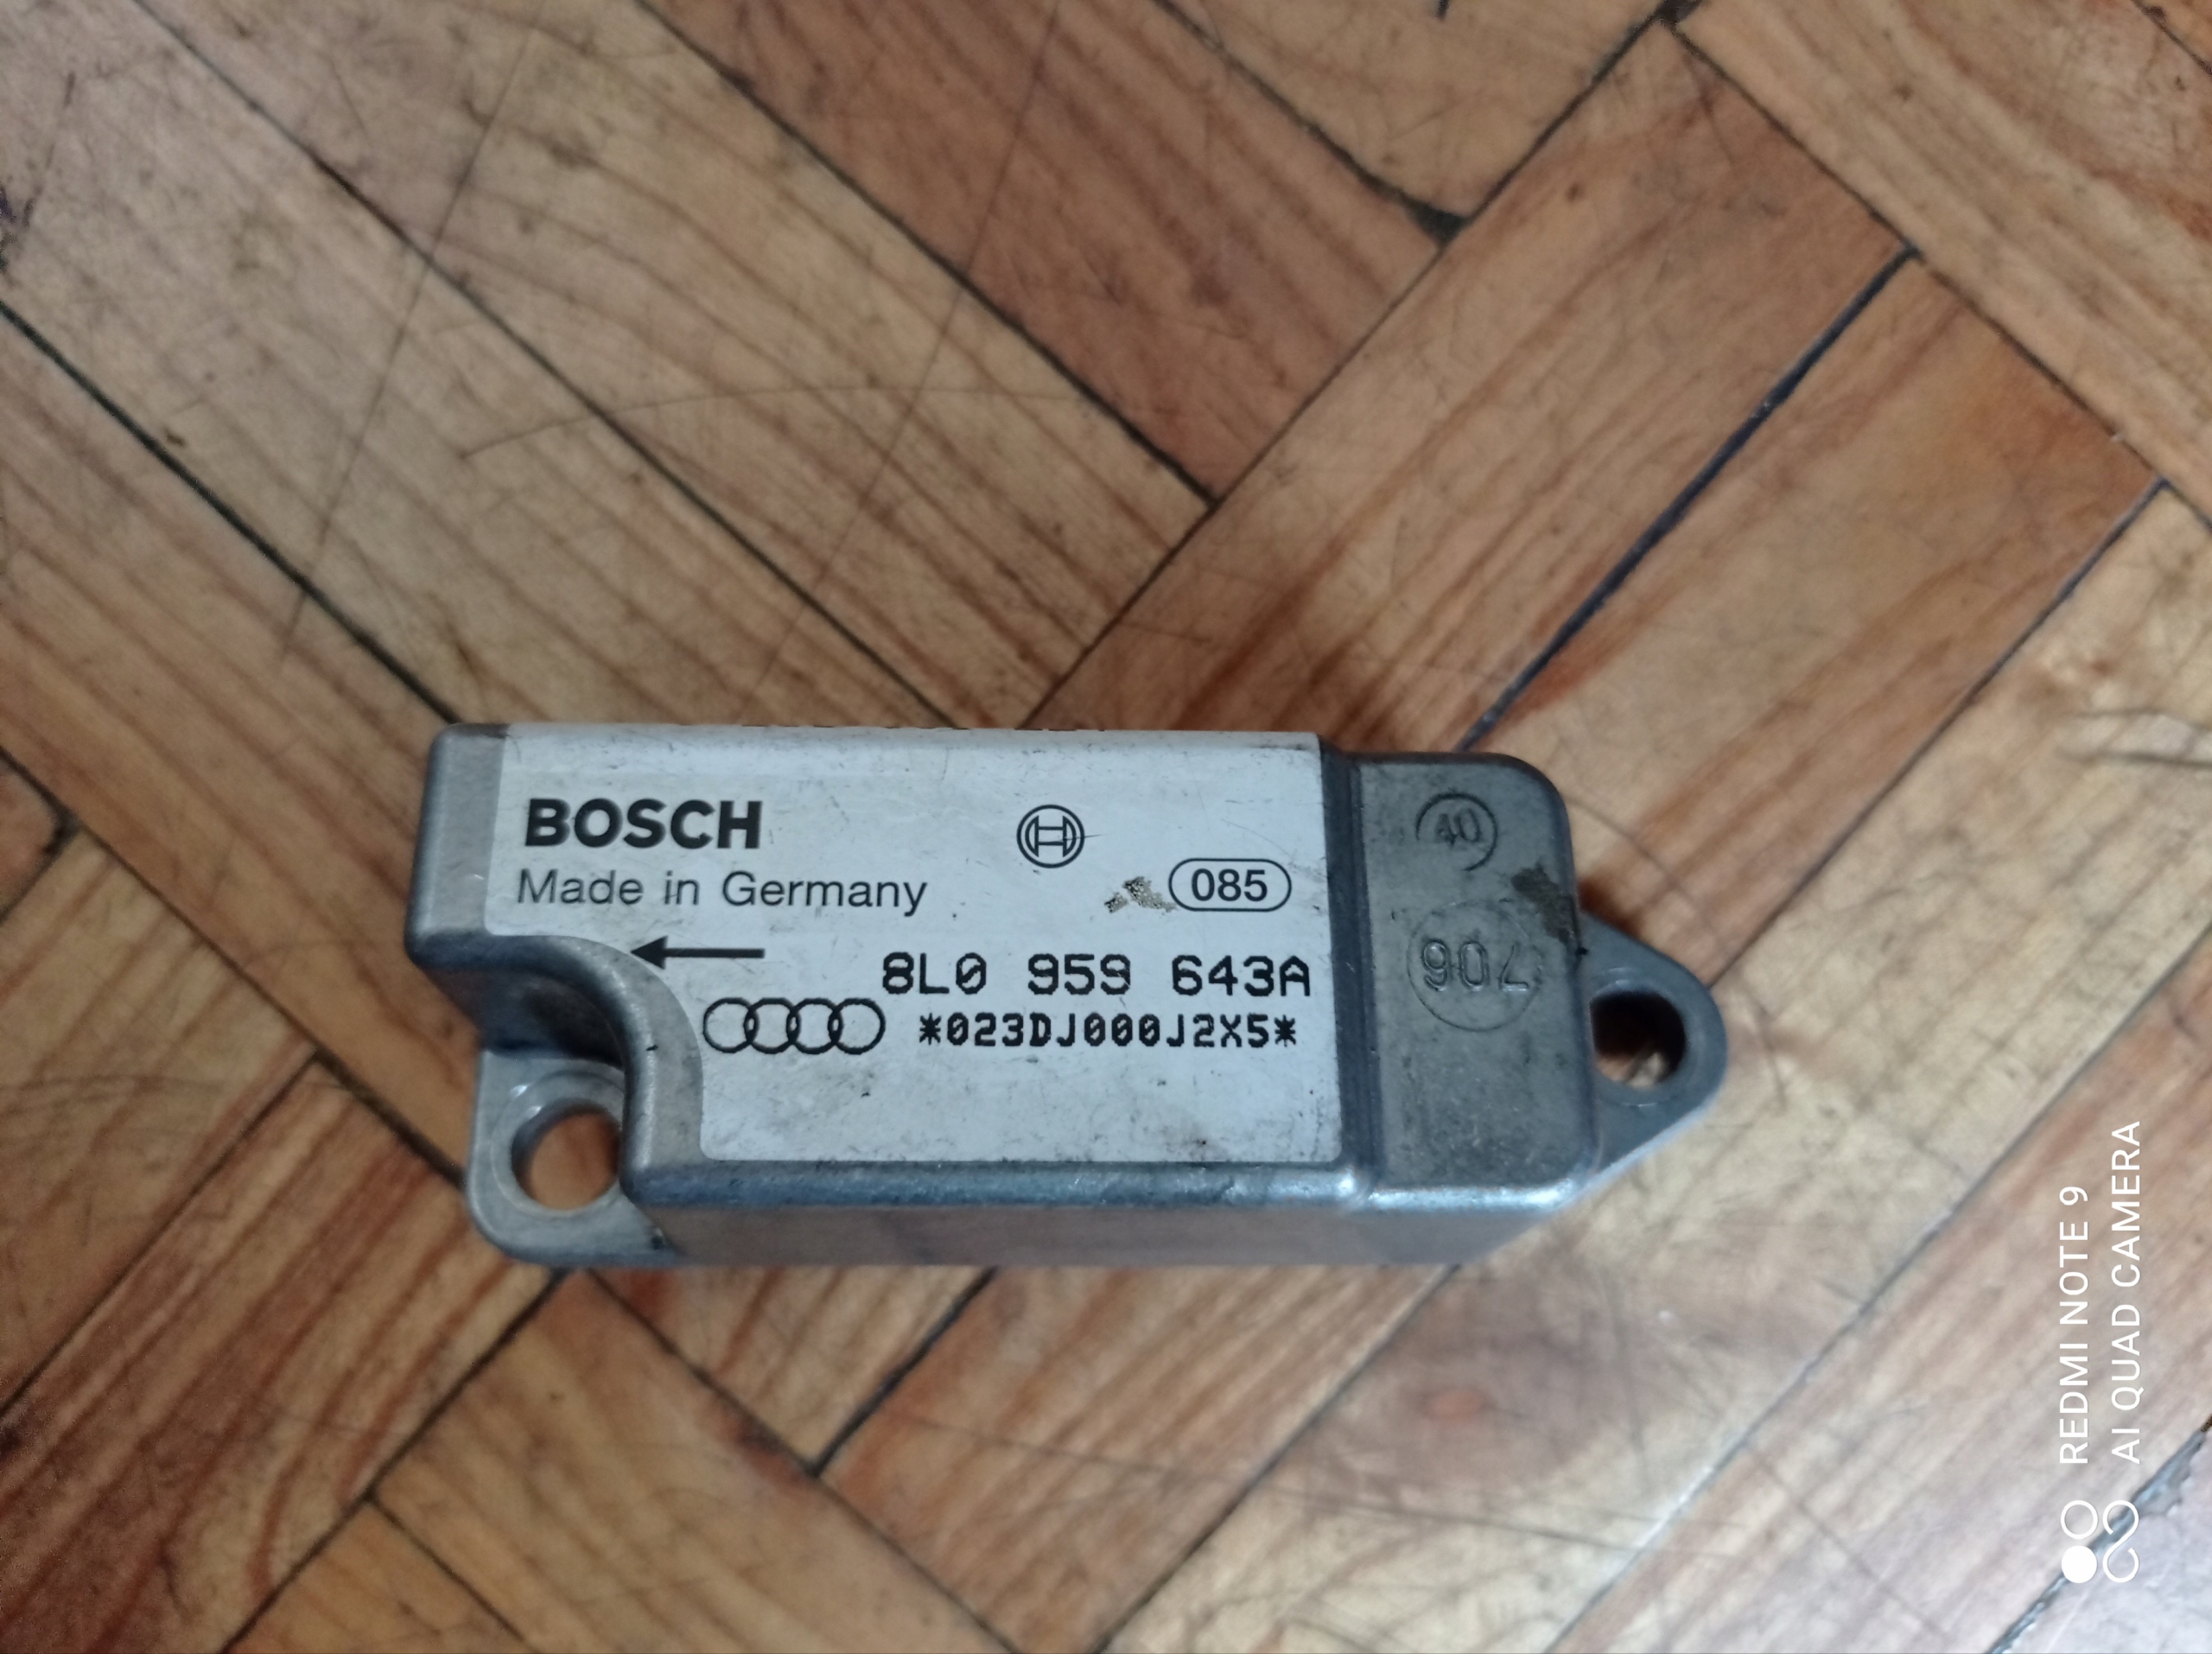 BOSCH
Made in Germany
085
8L0 959 643A
*023DJ000J2X5*
40
706
REDMI NOTE 9
AI QUAD CAMERA